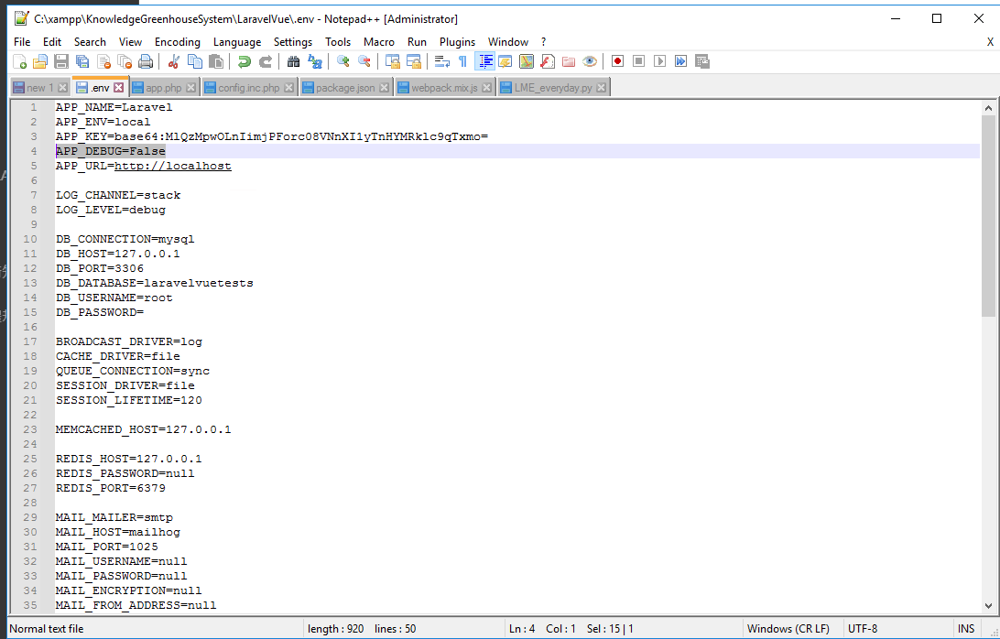 C:\xampp\KnowledgeGreenhouseSystem\LaravelVue\.env - Notepad++ [Administrator]
File Edit Search View Encoding Language Settings Tools Macro Run Plugins Window ? X
new 1 .env app.php config.inc.php package.json webpack.mix.js LME_everyday.py
1 APP_NAME=Laravel
2 APP_ENV=local
3 APP_KEY=base64:MlQzMpwOLnIimjPForc08VNnXI1yTnHYMRklc9qTxmo=
4 APP_DEBUG=False
5 APP_URL=http://localhost
6
7 LOG_CHANNEL=stack
8 LOG_LEVEL=debug
9
10 DB_CONNECTION=mysql
11 DB_HOST=127.0.0.1
12 DB_PORT=3306
13 DB_DATABASE=laravelvuetests
14 DB_USERNAME=root
15 DB_PASSWORD=
16
17 BROADCAST_DRIVER=log
18 CACHE_DRIVER=file
19 QUEUE_CONNECTION=sync
20 SESSION_DRIVER=file
21 SESSION_LIFETIME=120
22
23 MEMCACHED_HOST=127.0.0.1
24
25 REDIS_HOST=127.0.0.1
26 REDIS_PASSWORD=null
27 REDIS_PORT=6379
28
29 MAIL_MAILER=smtp
30 MAIL_HOST=mailhog
31 MAIL_PORT=1025
32 MAIL_USERNAME=null
33 MAIL_PASSWORD=null
34 MAIL_ENCRYPTION=null
35 MAIL_FROM_ADDRESS=null
Normal text file length : 920 lines : 50 Ln : 4 Col : 1 Sel : 15 | 1 Windows (CR LF) UTF-8 INS